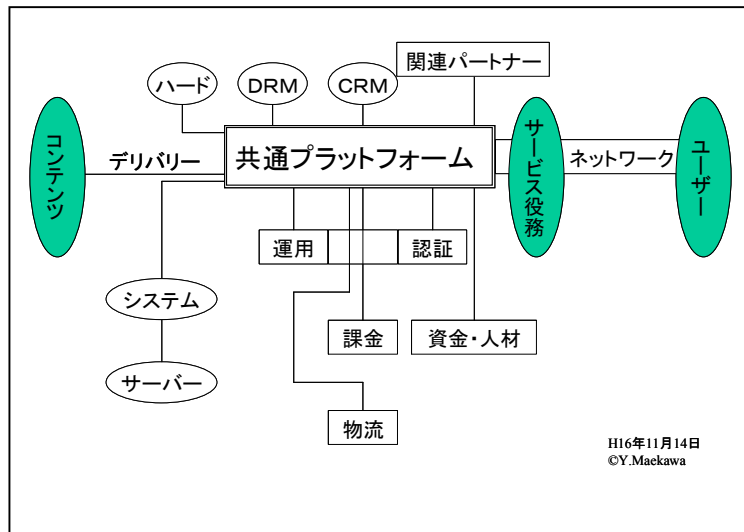 関連パートナー
ハード
DRM
CRM
コンテンツ
デリバリー
共通プラットフォーム
サービス役務
ネットワーク
ユーザー
運用
認証
システム
課金
資金・人材
サーバー
物流
H16年11月14日
©Y.Maekawa